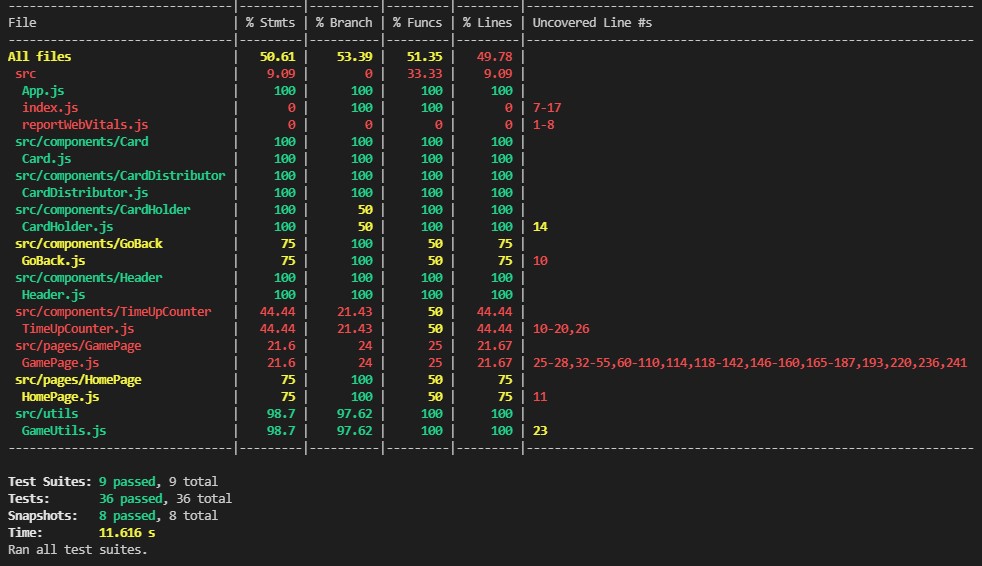 --------------------------------|---------|----------|---------|---------|----------------------------------------------------------------
File                            | % Stmts | % Branch | % Funcs | % Lines | Uncovered Line #s
--------------------------------|---------|----------|---------|---------|----------------------------------------------------------------
All files                       |   50.61 |    53.39 |   51.35 |   49.78 |
 src                            |    9.09 |        0 |   33.33 |    9.09 |
  App.js                        |     100 |      100 |     100 |     100 |
  index.js                      |       0 |      100 |     100 |       0 | 7-17
  reportWebVitals.js            |       0 |        0 |       0 |       0 | 1-8
 src/components/Card            |     100 |      100 |     100 |     100 |
  Card.js                       |     100 |      100 |     100 |     100 |
 src/components/CardDistributor |     100 |      100 |     100 |     100 |
  CardDistributor.js            |     100 |      100 |     100 |     100 |
 src/components/CardHolder      |     100 |       50 |     100 |     100 |
  CardHolder.js                 |     100 |       50 |     100 |     100 | 14
 src/components/GoBack          |      75 |      100 |      50 |      75 |
  GoBack.js                     |      75 |      100 |      50 |      75 | 10
 src/components/Header          |     100 |      100 |     100 |     100 |
  Header.js                     |     100 |      100 |     100 |     100 |
 src/components/TimeUpCounter   |   44.44 |    21.43 |      50 |   44.44 |
  TimeUpCounter.js              |   44.44 |    21.43 |      50 |   44.44 | 10-20,26
 src/pages/GamePage             |    21.6 |       24 |      25 |   21.67 |
  GamePage.js                   |    21.6 |       24 |      25 |   21.67 | 25-28,32-55,60-110,114,118-142,146-160,165-187,193,220,236,241
 src/pages/HomePage             |      75 |      100 |      50 |      75 |
  HomePage.js                   |      75 |      100 |      50 |      75 | 11
 src/utils                      |    98.7 |    97.62 |     100 |     100 |
  GameUtils.js                  |    98.7 |    97.62 |     100 |     100 | 23
--------------------------------|---------|----------|---------|---------|----------------------------------------------------------------
Test Suites: 9 passed, 9 total
Tests:       36 passed, 36 total
Snapshots:   8 passed, 8 total
Time:        11.616 s
Ran all test suites.